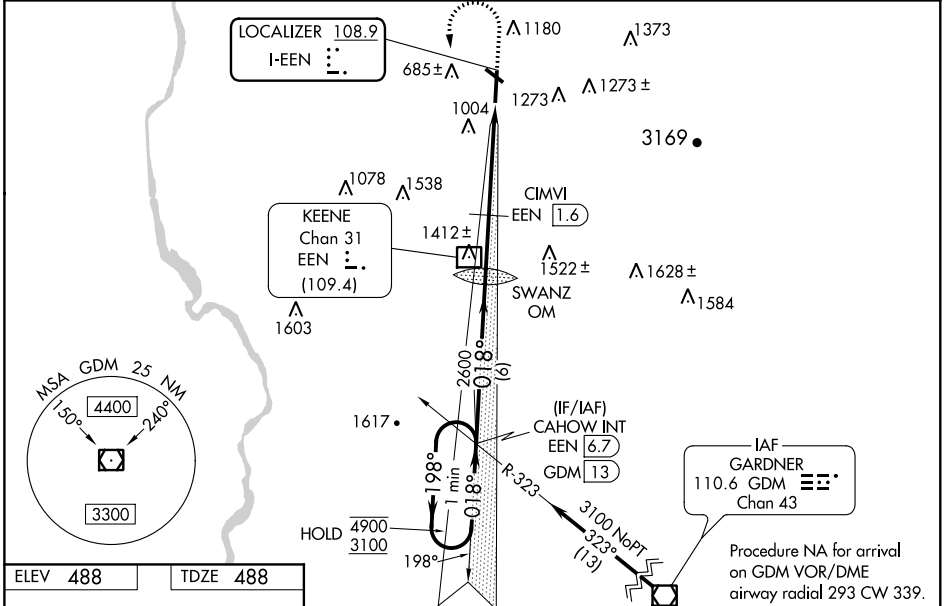 LOCALIZER 108.9
I-EEN
1180
1373
685±
1273
1273±
1004
3169
1078
1538
CIMVI
EEN 1.6
KEENE
Chan 31
EEN
(109.4)
1412±
1522±
1628±
1584
SWANZ
OM
1603
MSA GDM 25 NM
150°
4400
240°
3300
2600
018°
(6)
1617
(IF/IAF)
CAHOW INT
EEN 6.7
GDM 13
R-323
198°
1 min
018°
HOLD 4900
3100
198°
3100 NoPT
323°
(13)
IAF
GARDNER
110.6 GDM
Chan 43
Procedure NA for arrival
on GDM VOR/DME
airway radial 293 CW 339.
ELEV 488
TDZE 488